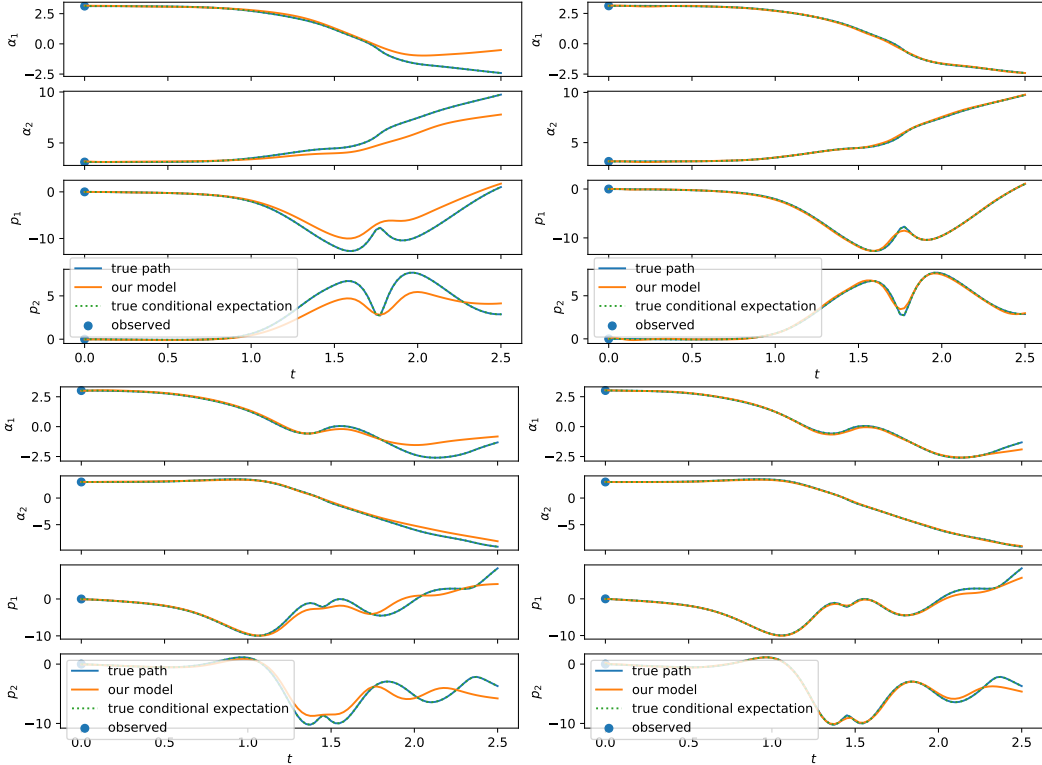 2.5
0.0
−2.5
α1
10
5
α2
0
−10
p1
5
0
p2
true path
our model
true conditional expectation
observed
0.0 0.5 1.0 1.5 2.0 2.5
t
2.5
0.0
−2.5
α1
10
5
α2
0
−10
p1
5
0
p2
true path
our model
true conditional expectation
observed
0.0 0.5 1.0 1.5 2.0 2.5
t
2.5
0.0
−2.5
α1
0
−5
α2
0
−10
p1
0
−10
p2
true path
our model
true conditional expectation
observed
0.0 0.5 1.0 1.5 2.0 2.5
t
2.5
0.0
−2.5
α1
0
−5
α2
0
−10
p1
0
−10
p2
true path
our model
true conditional expectation
observed
0.0 0.5 1.0 1.5 2.0 2.5
t